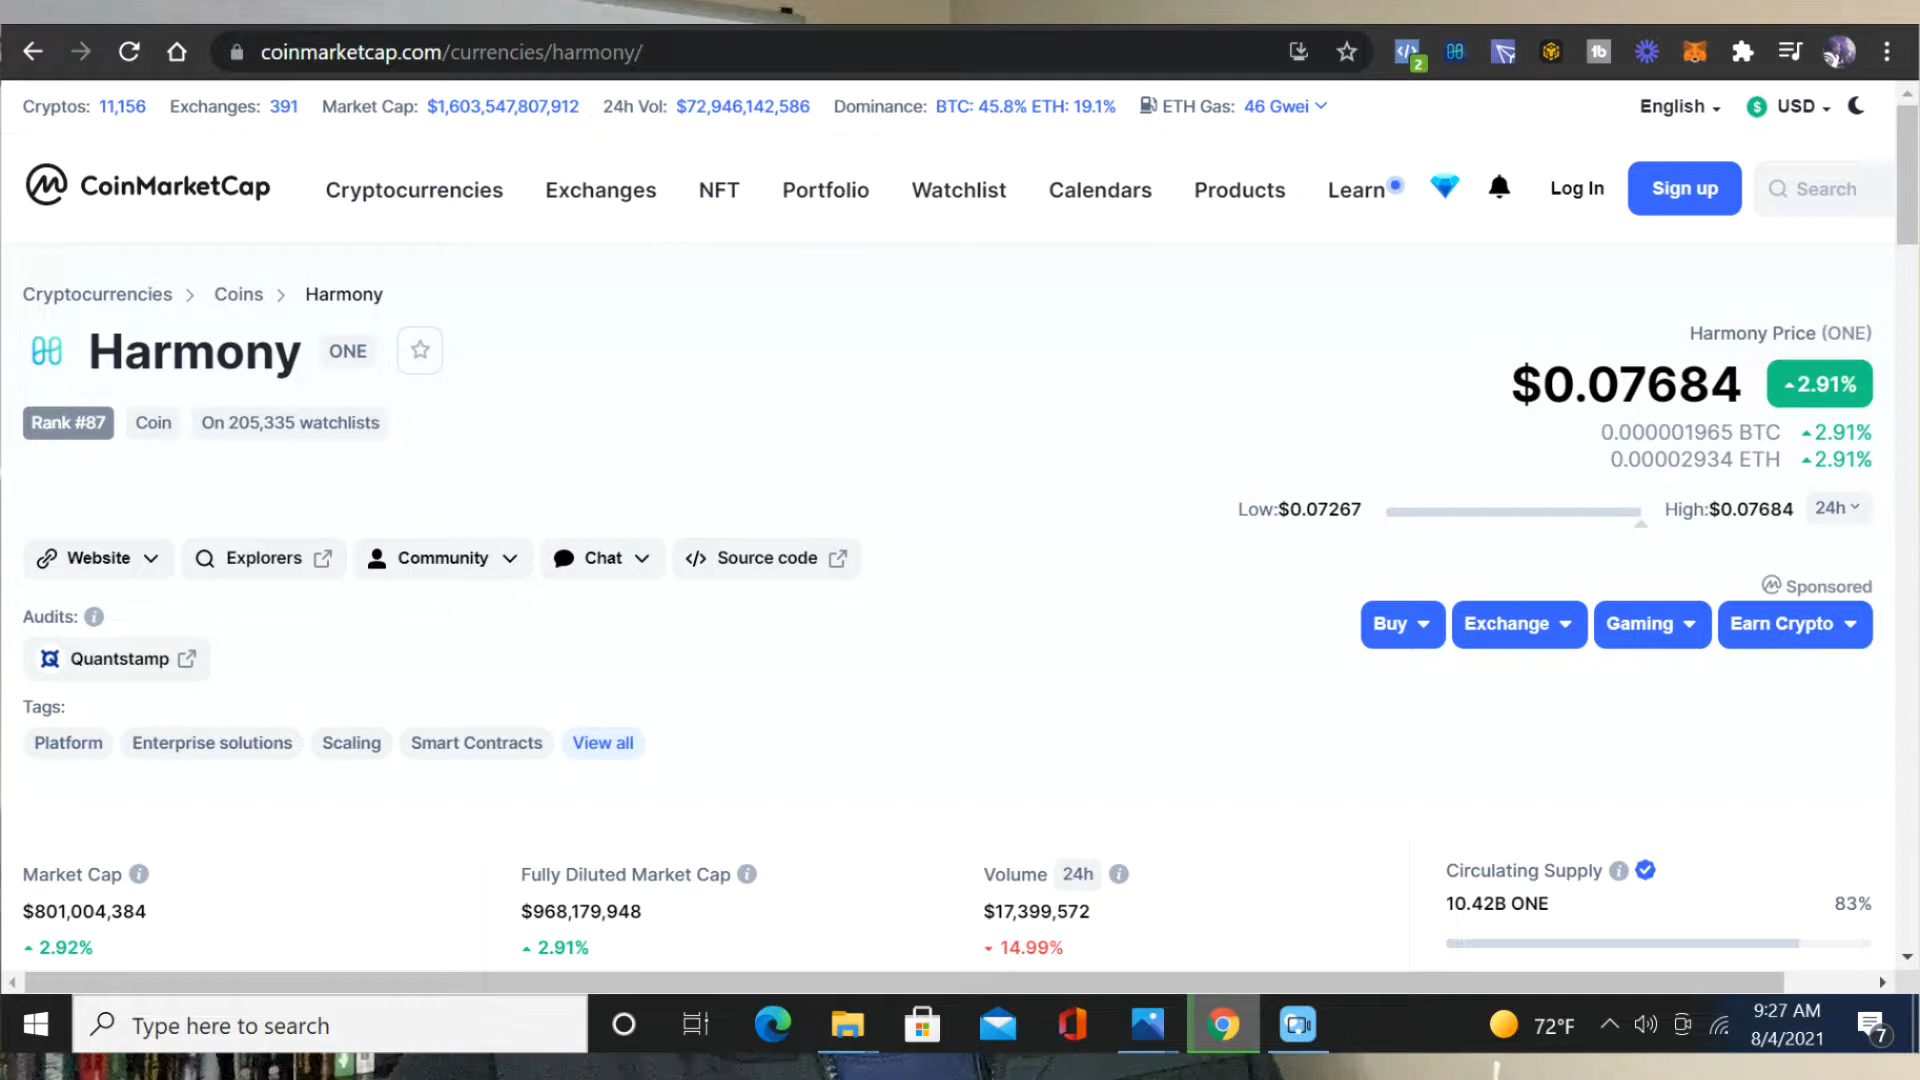 coinmarketcap.com/currencies/harmony/
2
Cryptos: 11,156 Exchanges: 391 Market Cap: $1,603,547,807,912 24h Vol: $72,946,142,586 Dominance: BTC: 45.8% ETH: 19.1% ETH Gas: 46 Gwei English $ USD
CoinMarketCap Cryptocurrencies Exchanges NFT Portfolio Watchlist Calendars Products Learn Log In Sign up Search
Cryptocurrencies > Coins > Harmony
Harmony ONE
Rank #87 Coin On 205,335 watchlists
Harmony Price (ONE)
$0.07684 2.91%
0.000001965 BTC 2.91%
0.00002934 ETH 2.91%
Low:$0.07267 High:$0.07684 24h
Website Explorers Community Chat </> Source code
Sponsored
Buy Exchange Gaming Earn Crypto
Audits:
Quantstamp
Tags:
Platform Enterprise solutions Scaling Smart Contracts View all
Market Cap Fully Diluted Market Cap Volume 24h Circulating Supply
$801,004,384 $968,179,948 $17,399,572 10.42B ONE 83%
2.92% 2.91% 14.99%
Type here to search 72°F 9:27 AM
8/4/2021 7